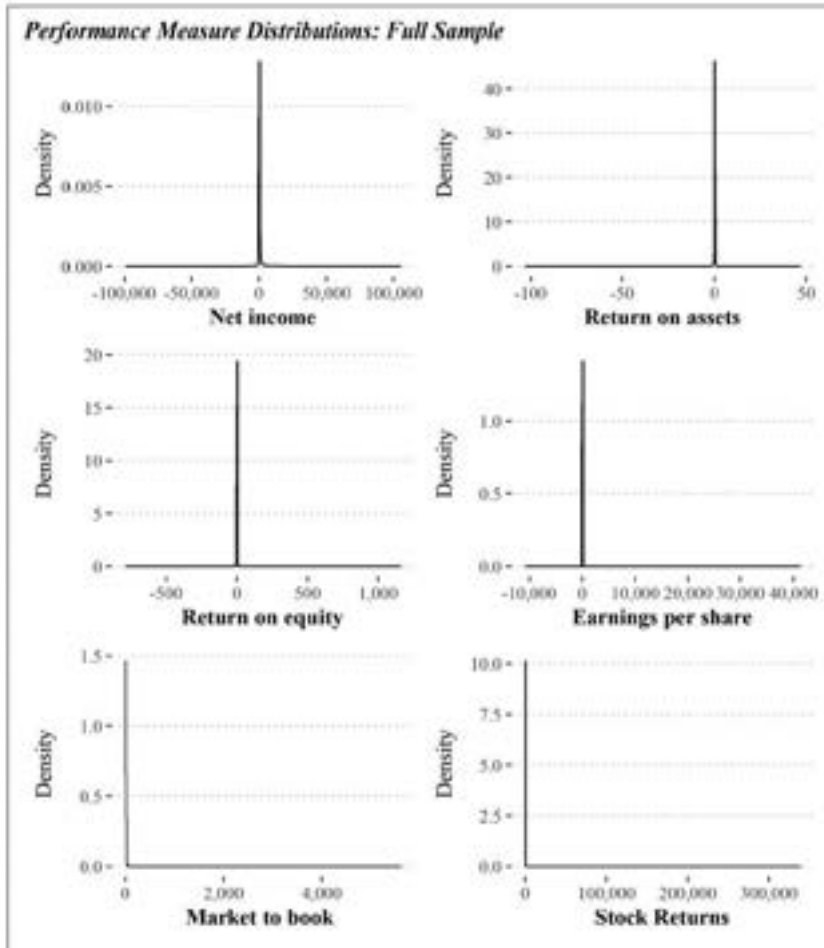 Performance Measure Distributions: Full Sample
Density
0.010
0.005
0.000
-100,000 -50,000 0 50,000 100,000
Net income
Density
40
30
20
10
0
-100 -50 0 50
Return on assets
Density
20
15
10
5
0
-500 0 500 1,000
Return on equity
Density
1.0
0.5
0.0
-10,000 0 10,000 20,000 30,000 40,000
Earnings per share
Density
1.5
1.0
0.5
0.0
0 2,000 4,000
Market to book
Density
10.0
7.5
5.0
2.5
0.0
0 100,000 200,000 300,000
Stock Returns